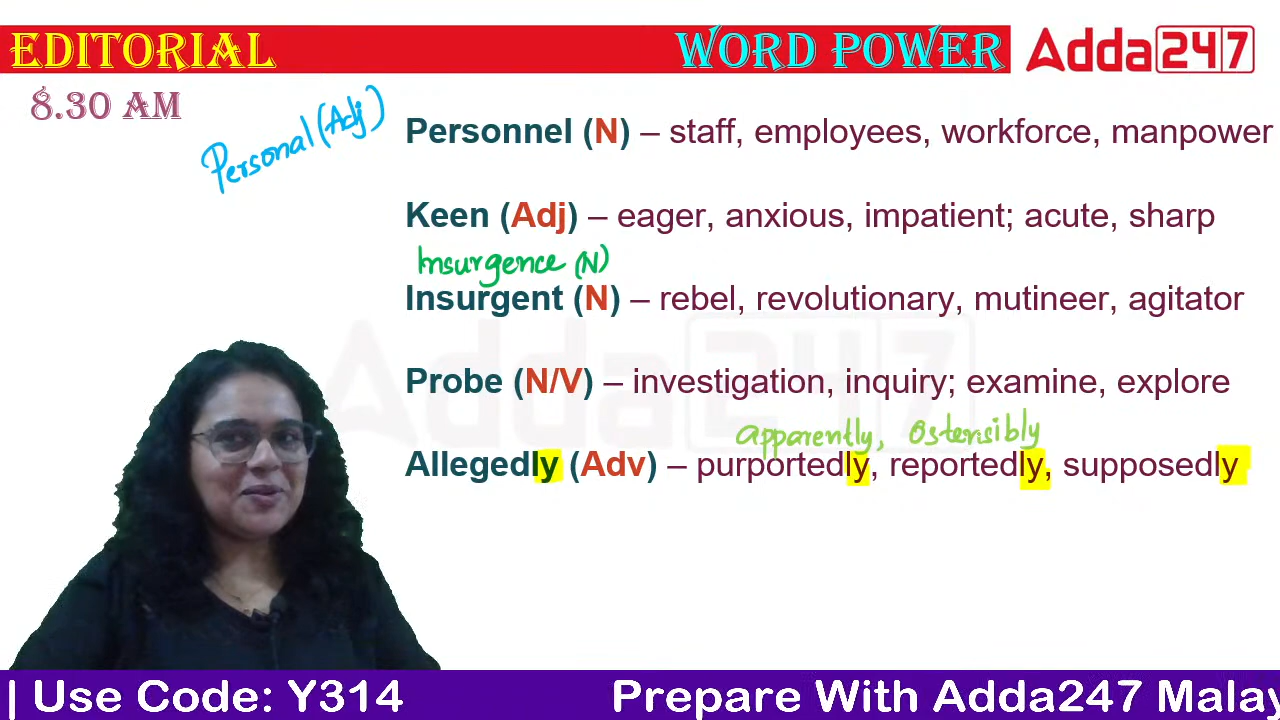 EDITORIAL WORD POWER Adda247
8.30 AM
Personal (Adj)
Personnel (N) – staff, employees, workforce, manpower
Keen (Adj) – eager, anxious, impatient; acute, sharp
Insurgence (N)
Insurgent (N) – rebel, revolutionary, mutineer, agitator
Adda247
Probe (N/V) – investigation, inquiry; examine, explore
apparently, ostensibly
Allegedly (Adv) – purportedly, reportedly, supposedly
| Use Code: Y314 Prepare With Adda247 Malay